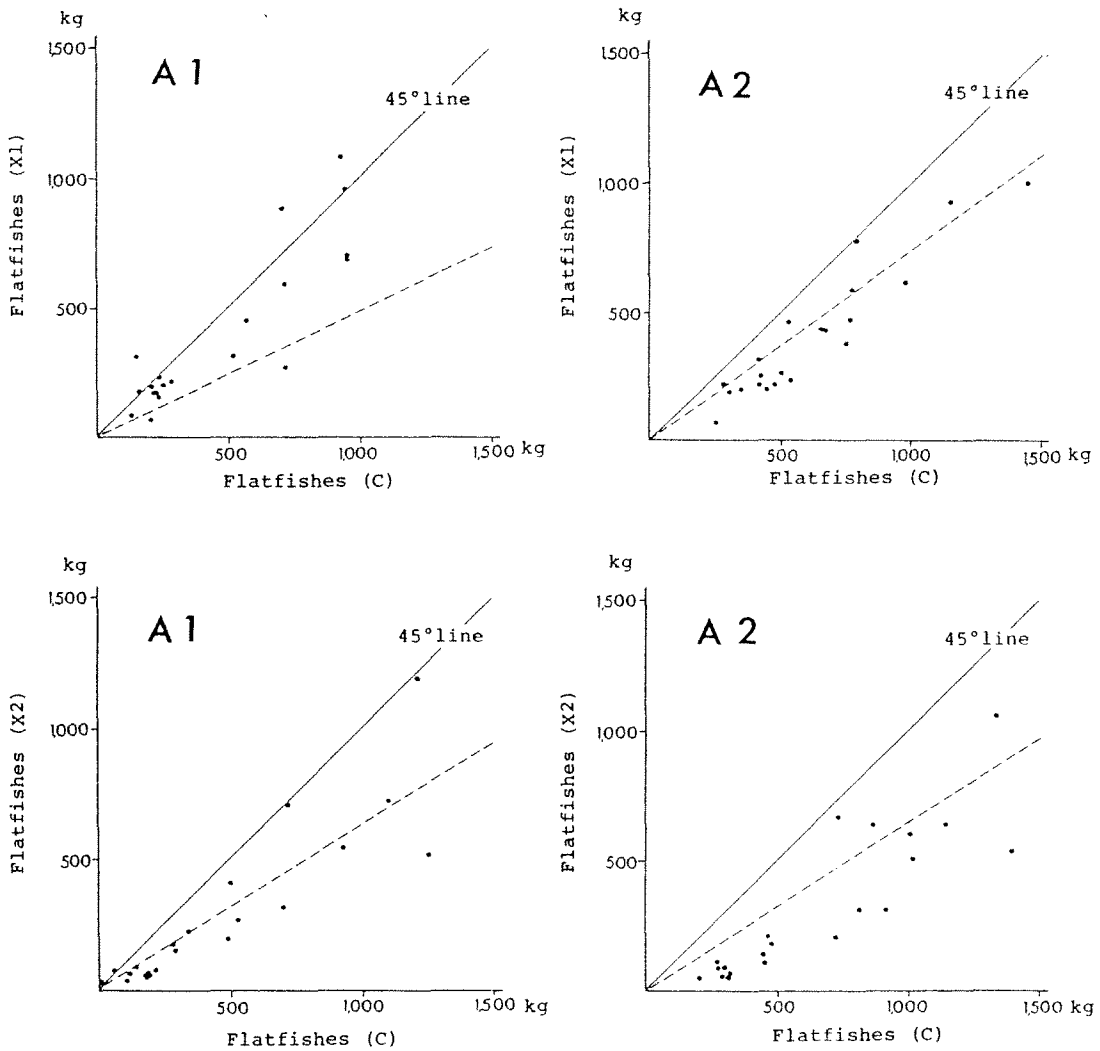 kg
1,500
A 1
45°line
1,000
Flatfishes (X1)
500
500
1,000
1,500 kg
Flatfishes (C)
kg
1,500
A 2
45°line
1,000
Flatfishes (X1)
500
500
1,000
1,500 kg
Flatfishes (C)
kg
1,500
A 1
45°line
1,000
Flatfishes (X2)
500
500
1,000
1,500 kg
Flatfishes (C)
kg
1,500
A 2
45°line
1,000
Flatfishes (X2)
500
500
1,000
1,500 kg
Flatfishes (C)